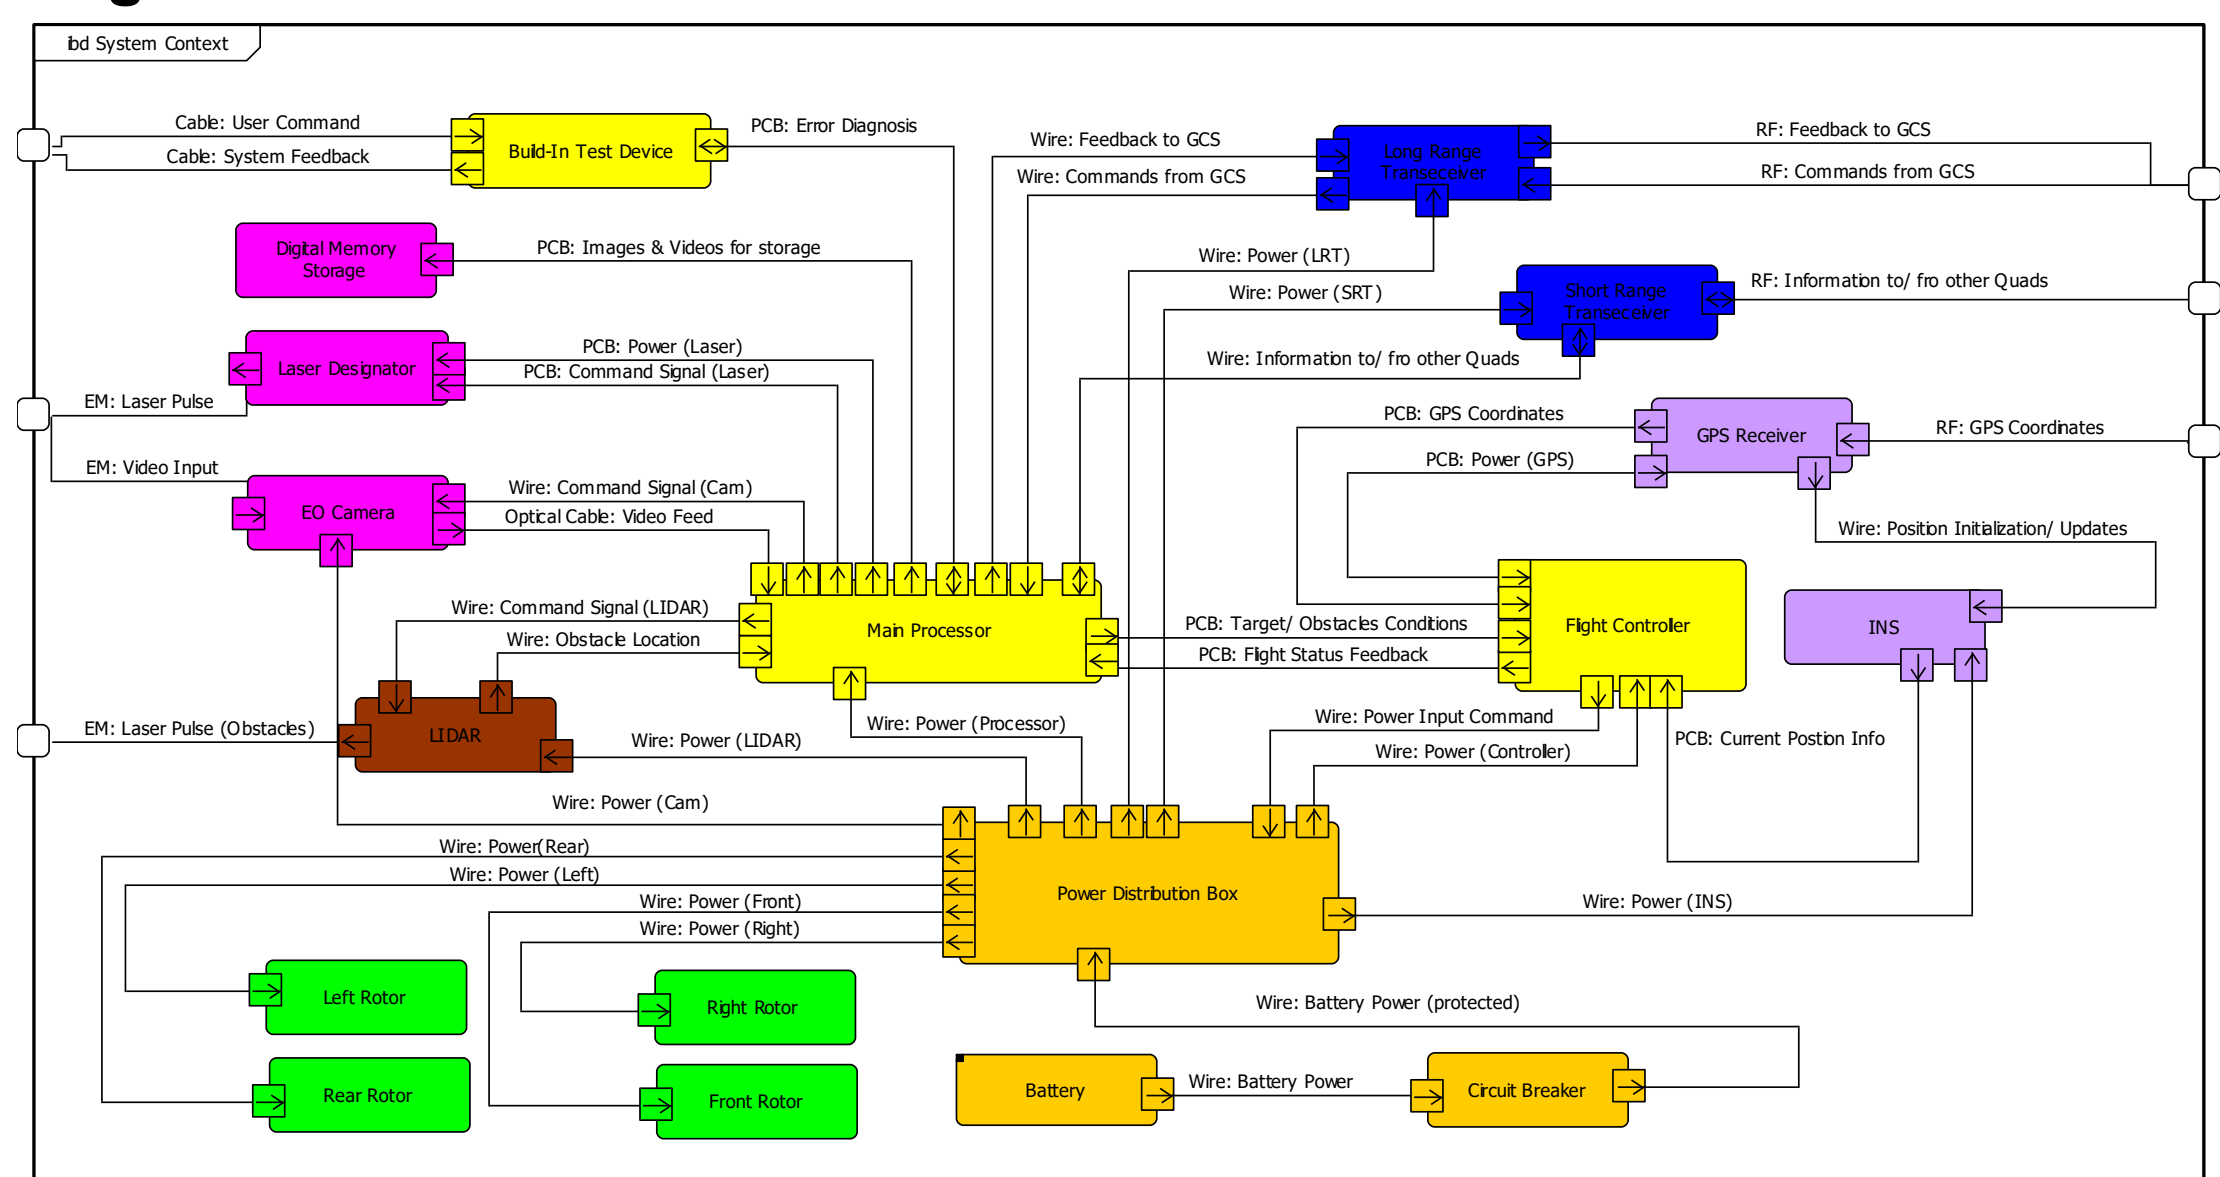 ibd System Context
Cable: User Command
Cable: System Feedback
Build-In Test Device
PCB: Error Diagnosis
Wire: Feedback to GCS
Wire: Commands from GCS
Long Range
Transeceiver
RF: Feedback to GCS
RF: Commands from GCS
Digital Memory
Storage
PCB: Images & Videos for storage
Wire: Power (LRT)
Wire: Power (SRT)
Short Range
Transeceiver
RF: Information to/ fro other Quads
Wire: Information to/ fro other Quads
Laser Designator
PCB: Power (Laser)
PCB: Command Signal (Laser)
EM: Laser Pulse
EM: Video Input
EO Camera
Wire: Command Signal (Cam)
Optical Cable: Video Feed
PCB: GPS Coordinates
PCB: Power (GPS)
GPS Receiver
RF: GPS Coordinates
Wire: Position Initialization/ Updates
Wire: Command Signal (LIDAR)
Wire: Obstacle Location
Main Processor
PCB: Target/ Obstacles Conditions
PCB: Flight Status Feedback
Flight Controller
INS
EM: Laser Pulse (Obstacles)
LIDAR
Wire: Power (LIDAR)
Wire: Power (Processor)
Wire: Power Input Command
Wire: Power (Controller)
PCB: Current Postion Info
Wire: Power (Cam)
Wire: Power(Rear)
Wire: Power (Left)
Wire: Power (Front)
Wire: Power (Right)
Power Distribution Box
Wire: Power (INS)
Left Rotor
Right Rotor
Wire: Battery Power (protected)
Rear Rotor
Front Rotor
Battery
Wire: Battery Power
Circuit Breaker